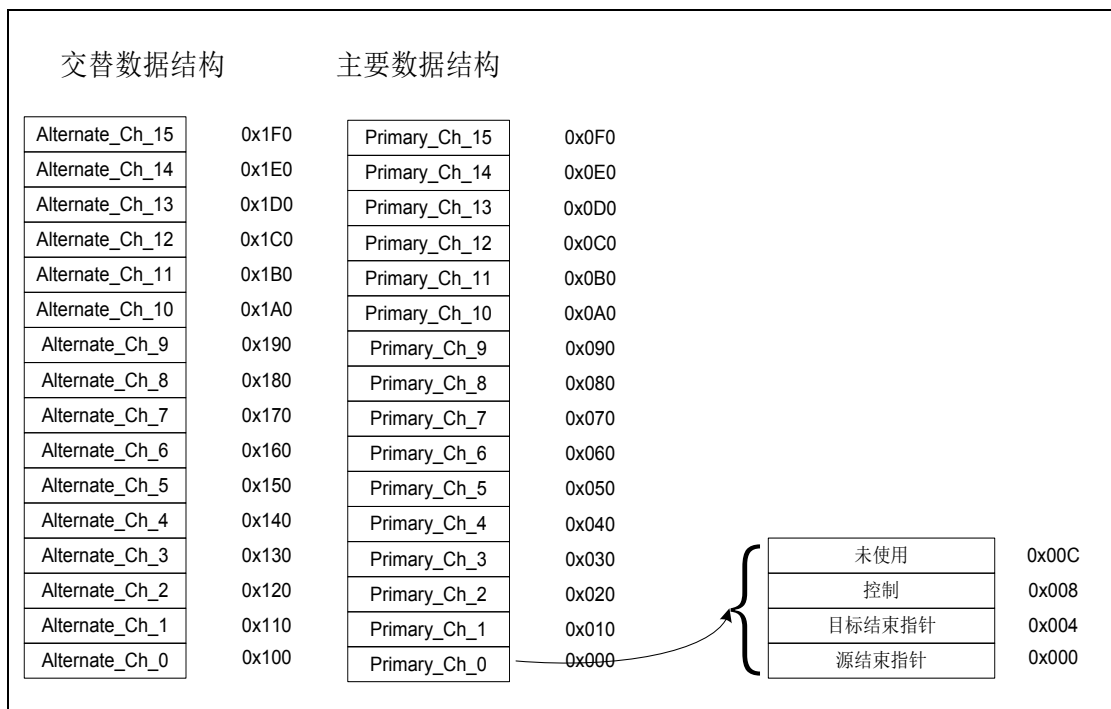 交替数据结构 主要数据结构
Alternate_Ch_15 0x1F0 Primary_Ch_15 0x0F0
Alternate_Ch_14 0x1E0 Primary_Ch_14 0x0E0
Alternate_Ch_13 0x1D0 Primary_Ch_13 0x0D0
Alternate_Ch_12 0x1C0 Primary_Ch_12 0x0C0
Alternate_Ch_11 0x1B0 Primary_Ch_11 0x0B0
Alternate_Ch_10 0x1A0 Primary_Ch_10 0x0A0
Alternate_Ch_9 0x190 Primary_Ch_9 0x090
Alternate_Ch_8 0x180 Primary_Ch_8 0x080
Alternate_Ch_7 0x170 Primary_Ch_7 0x070
Alternate_Ch_6 0x160 Primary_Ch_6 0x060
Alternate_Ch_5 0x150 Primary_Ch_5 0x050
Alternate_Ch_4 0x140 Primary_Ch_4 0x040
Alternate_Ch_3 0x130 Primary_Ch_3 0x030 未使用 0x00C
Alternate_Ch_2 0x120 Primary_Ch_2 0x020 控制 0x008
Alternate_Ch_1 0x110 Primary_Ch_1 0x010 目标结束指针 0x004
Alternate_Ch_0 0x100 Primary_Ch_0 0x000 源结束指针 0x000